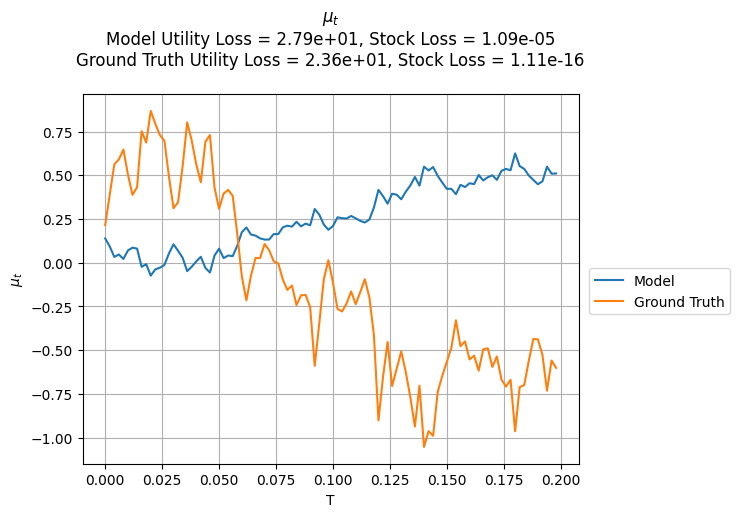 μt
Model Utility Loss = 2.79e+01, Stock Loss = 1.09e-05
Ground Truth Utility Loss = 2.36e+01, Stock Loss = 1.11e-16
0.75
0.50
0.25
0.00
−0.25
−0.50
−0.75
−1.00
μt
0.000 0.025 0.050 0.075 0.100 0.125 0.150 0.175 0.200
T
Model
Ground Truth